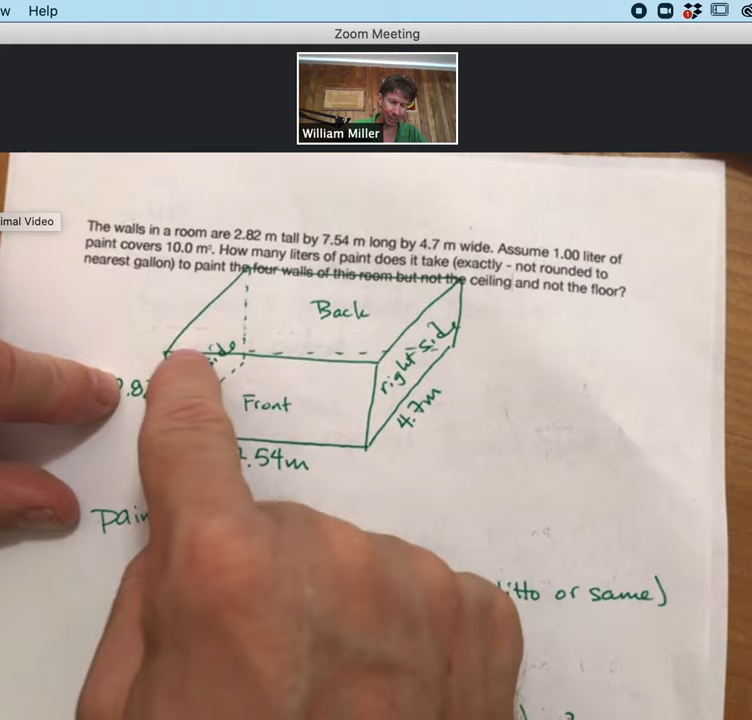 Help
Zoom Meeting
William Miller
The walls in a room are 2.82 m tall by 7.54 m long by 4.7 m wide. Assume 1.00 liter of
paint covers 10.0 m². How many liters of paint does it take (exactly - not rounded to
nearest gallon) to paint the four walls of this room but not the ceiling and not the floor?
Back
right side
Front
4.7m
.54m
or same)